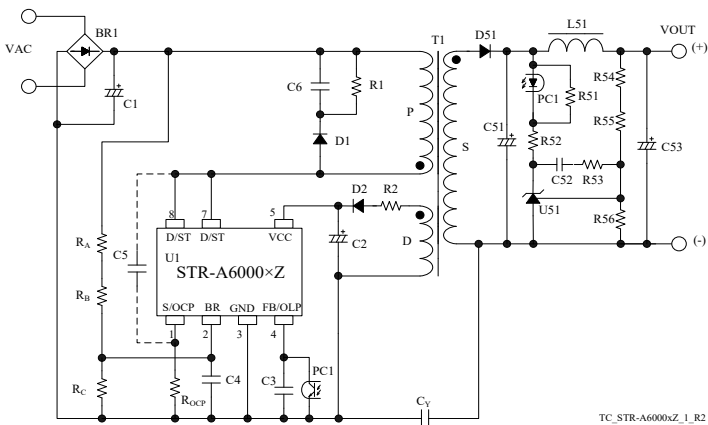 BR1
T1
D51
L51
VOUT
VAC
(+)
C6
R1
PC1
R51
R54
C1
P
R55
C51
S
R52
C53
D1
C52
R53
D2
R2
U51
R56
8
7
5
D/ST
D/ST
VCC
C2
D
(-)
RA
C5
U1
STR-A6000×Z
RB
S/OCP
BR
GND
FB/OLP
1
2
3
4
PC1
RC
ROCP
C4
C3
CY
TC_STR-A6000xZ_1_R2